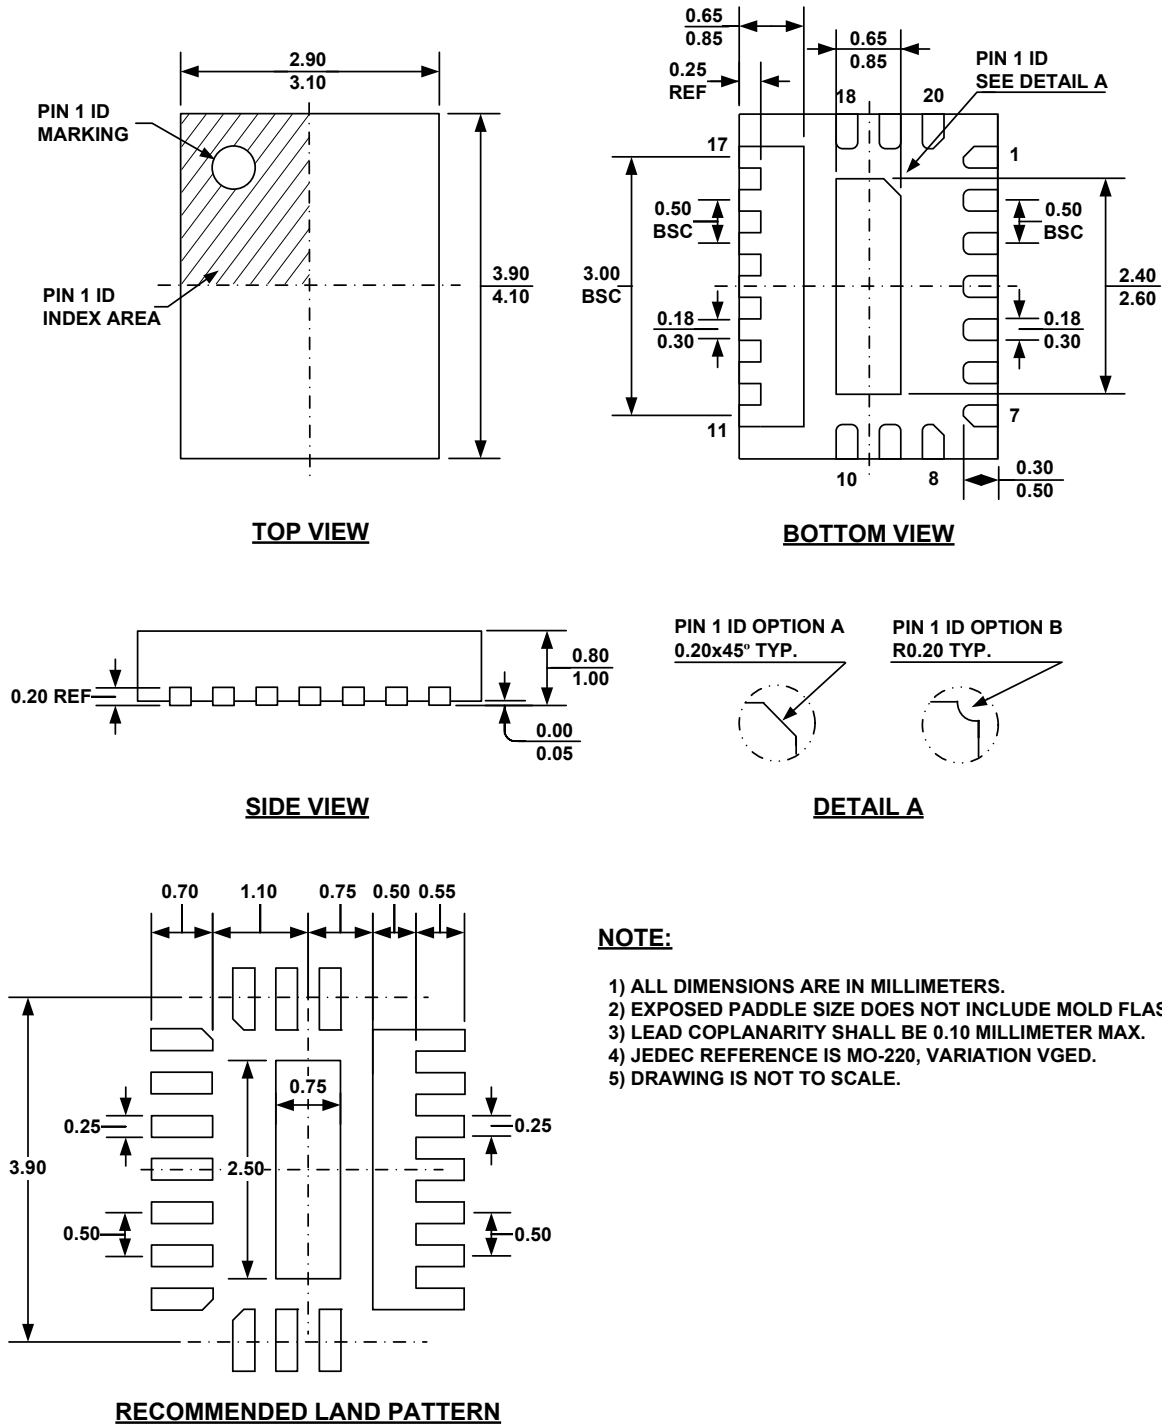 2.90
3.10
PIN 1 ID
MARKING
PIN 1 ID
INDEX AREA
3.90
4.10
TOP VIEW
0.65
0.85
0.65
0.85
0.25
REF
PIN 1 ID
SEE DETAIL A
18
20
17
1
0.50
BSC
0.50
BSC
3.00
BSC
2.40
2.60
0.18
0.30
0.18
0.30
11
7
10
8
0.30
0.50
BOTTOM VIEW
0.20 REF
0.80
1.00
0.00
0.05
SIDE VIEW
PIN 1 ID OPTION A
0.20x45º TYP.
PIN 1 ID OPTION B
R0.20 TYP.
DETAIL A
0.70
1.10
0.75
0.50
0.55
0.75
0.25
0.25
3.90
2.50
0.50
0.50
RECOMMENDED LAND PATTERN
NOTE:
1) ALL DIMENSIONS ARE IN MILLIMETERS.
2) EXPOSED PADDLE SIZE DOES NOT INCLUDE MOLD FLAS
3) LEAD COPLANARITY SHALL BE 0.10 MILLIMETER MAX.
4) JEDEC REFERENCE IS MO-220, VARIATION VGED.
5) DRAWING IS NOT TO SCALE.